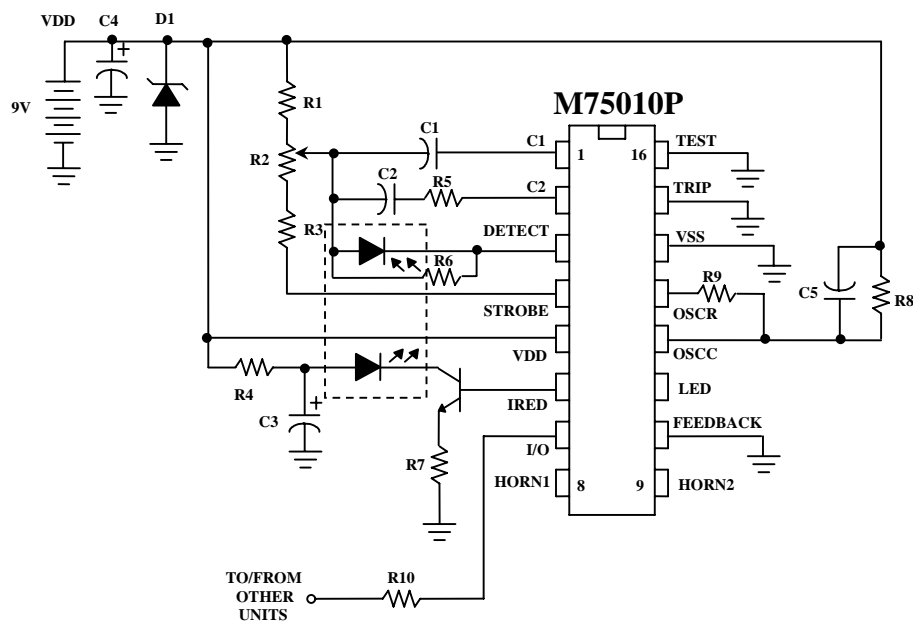 VDD
C4
D1
+
9V
R1
R2
R3
M75010P
C1
C1
1
16
TEST
C2
R5
C2
TRIP
DETECT
VSS
R6
R9
C5
R8
STROBE
OSCR
VDD
OSCC
R4
+
C3
IRED
LED
R7
I/O
FEEDBACK
HORN1
8
9
HORN2
TO/FROM
OTHER
UNITS
R10